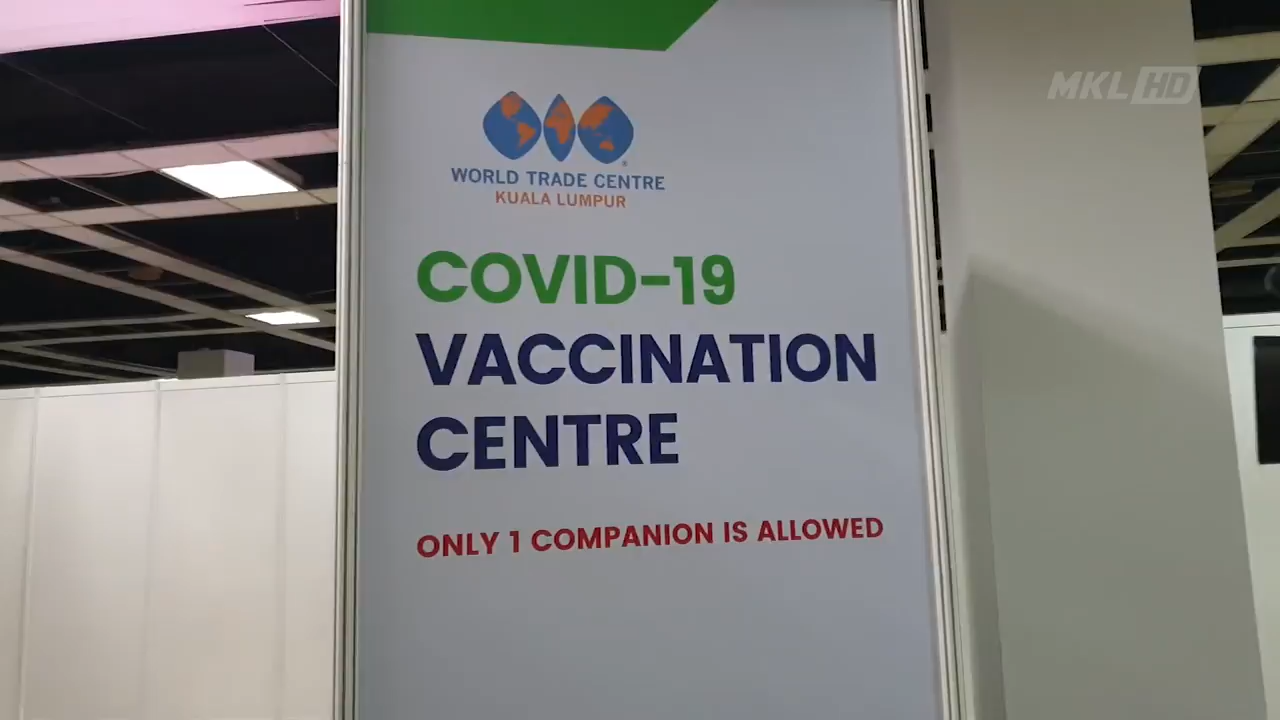 MKL HD
WORLD TRADE CENTRE
KUALA LUMPUR
COVID-19
VACCINATION
CENTRE
ONLY 1 COMPANION IS ALLOWED